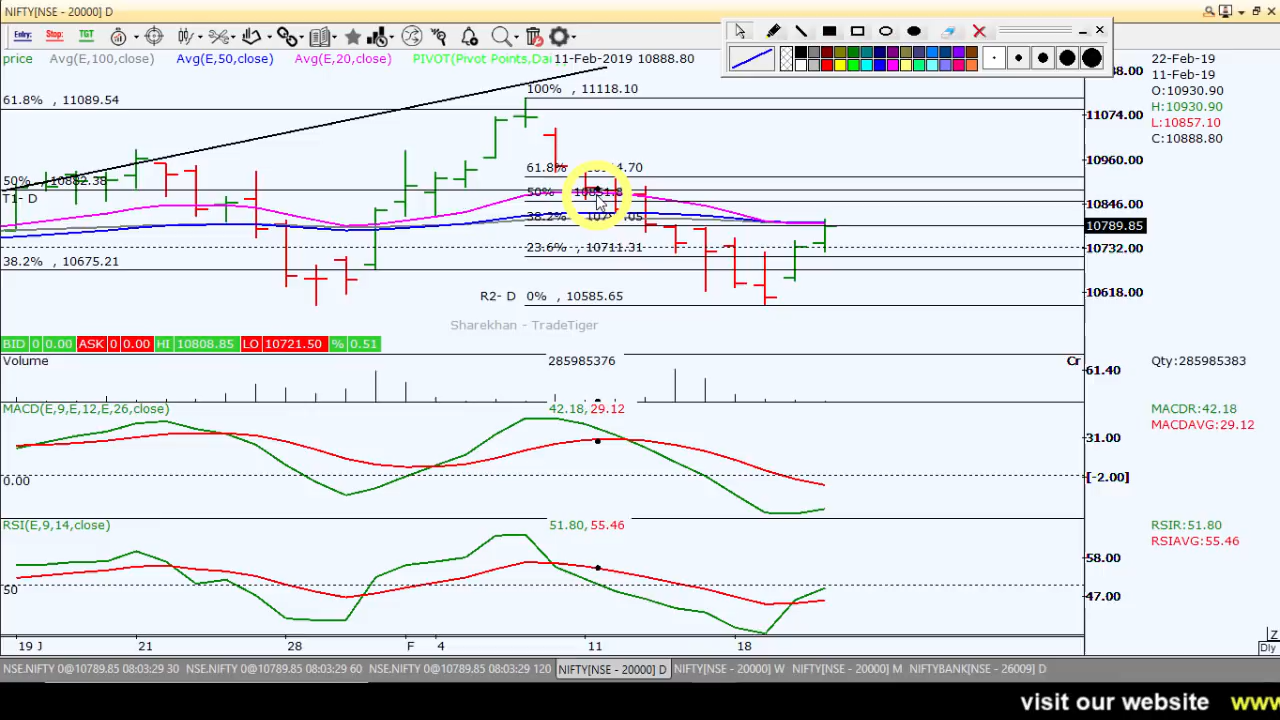 NIFTY[NSE - 20000] D
Entry: Stop: TGT
price Avg(E,100,close) Avg(E,50,close) Avg(E,20,close) PIVOT(Pivot Points,Dai 11-Feb-2019 10888.80
22-Feb-19
11-Feb-19
O:10930.90
H:10930.90
L:10857.10
C:10888.80
100% , 11118.10
61.8% , 11089.54
11074.00
61.8%
10960.00
50% , 10882.38
50%
T1- D
10846.00
38.2%
10789.85
23.6% , 10711.31
10732.00
38.2% , 10675.21
R2- D 0% , 10585.65
10618.00
Sharekhan - TradeTiger
BID 0 0.00 ASK 0 0.00 HI 10808.85 LO 10721.50 % 0.51
Volume 285985376 Cr
61.40
Qty:285985383
MACD(E,9,E,12,E,26,close) 42.18, 29.12
MACDR:42.18
MACDAVG:29.12
31.00
0.00
[-2.00]
RSI(E,9,14,close) 51.80, 55.46
RSIR:51.80
RSIAVG:55.46
58.00
50
47.00
19 J 21 28 F 4 11 18
Z
Dly
NSE.NIFTY 0@10789.85 08:03:29 30 NSE.NIFTY 0@10789.85 08:03:29 60 NSE.NIFTY 0@10789.85 08:03:29 120 NIFTY[NSE - 20000] D NIFTY[NSE - 20000] W NIFTY[NSE - 20000] M NIFTYBANK[NSE - 26009] D
visit our website